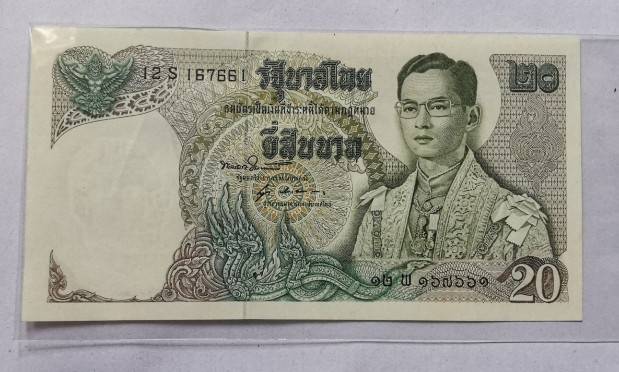 12 S 167661
รัฐบาลไทย
๒๐
ธนบัตรเป็นเงินที่ชำระหนี้ได้ตามกฎหมาย
ยี่สิบบาท
๑๒ W ๑๖๗๖๖๑
20